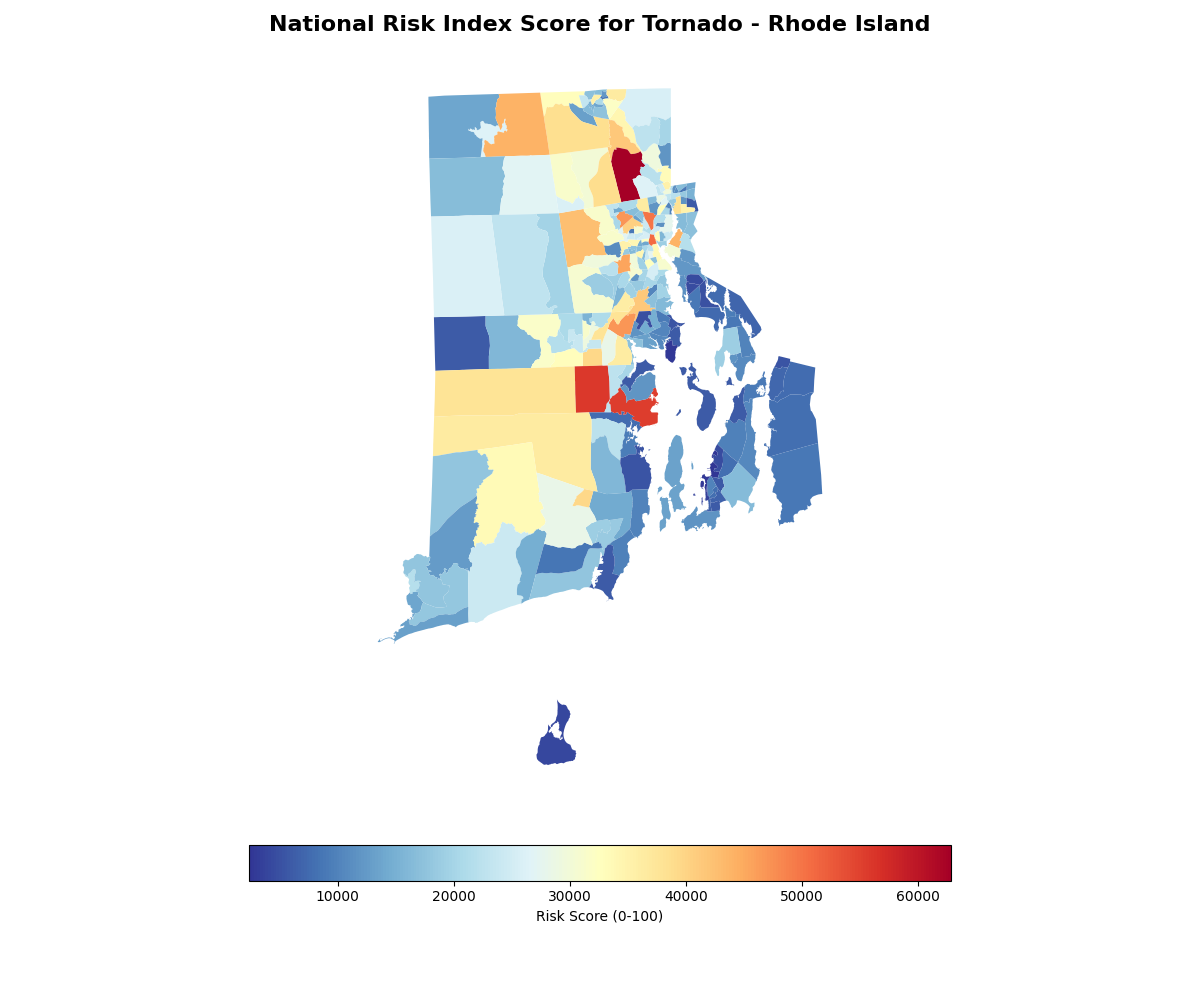 National Risk Index Score for Tornado - Rhode Island
10000 20000 30000 40000 50000 60000
Risk Score (0-100)